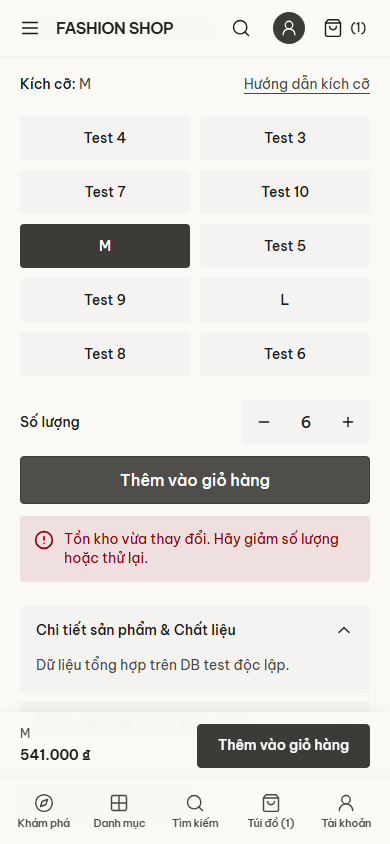 FASHION SHOP
(1)
Kích cỡ: M
Hướng dẫn kích cỡ
Test 4
Test 3
Test 7
Test 10
M
Test 5
Test 9
L
Test 8
Test 6
Số lượng
6
Thêm vào giỏ hàng
Tồn kho vừa thay đổi. Hãy giảm số lượng
hoặc thử lại.
Chi tiết sản phẩm & Chất liệu
Dữ liệu tổng hợp trên DB test độc lập.
M
541.000 ₫
Thêm vào giỏ hàng
Khám phá
Danh mục
Tìm kiếm
Túi đồ (1)
Tài khoản